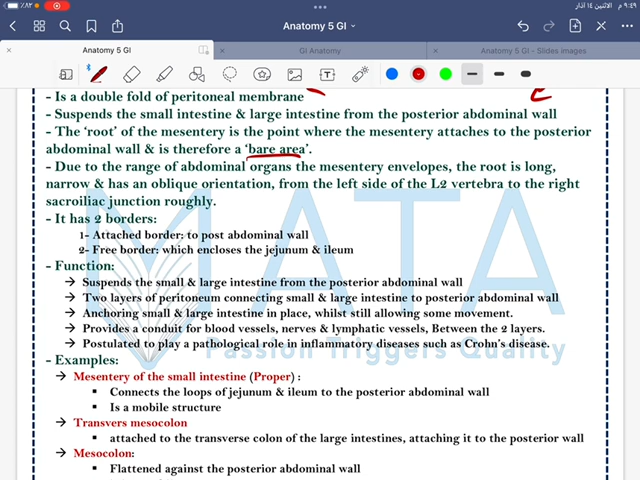 ٩:٤٩ م الاثنين ١٤ آذار
٨٣٪
Anatomy 5 GI
Anatomy 5 GI
GI Anatomy
Anatomy 5 GI - Slides images
- Is a double fold of peritoneal membrane
- Suspends the small intestine & large intestine from the posterior abdominal wall
- The ‘root’ of the mesentery is the point where the mesentery attaches to the posterior
abdominal wall & is therefore a ‘bare area’.
- Due to the range of abdominal organs the mesentery envelopes, the root is long,
narrow & has an oblique orientation, from the left side of the L2 vertebra to the right
sacroiliac junction roughly.
- It has 2 borders:
1- Attached border: to post abdominal wall
2- Free border: which encloses the jejunum & ileum
- Function:
→ Suspends the small & large intestine from the posterior abdominal wall
→ Two layers of peritoneum connecting small & large intestine to posterior abdominal wall
→ Anchoring small & large intestine in place, whilst still allowing some movement.
→ Provides a conduit for blood vessels, nerves & lymphatic vessels, Between the 2 layers.
→ Postulated to play a pathological role in inflammatory diseases such as Crohn’s disease.
MATA
Passion Triggers Quality
- Examples:
→ Mesentery of the small intestine (Proper) :
▪ Connects the loops of jejunum & ileum to the posterior abdominal wall
▪ Is a mobile structure
→ Transvers mesocolon
▪ attached to the transverse colon of the large intestines, attaching it to the posterior wall
→ Mesocolon:
▪ Flattened against the posterior abdominal wall